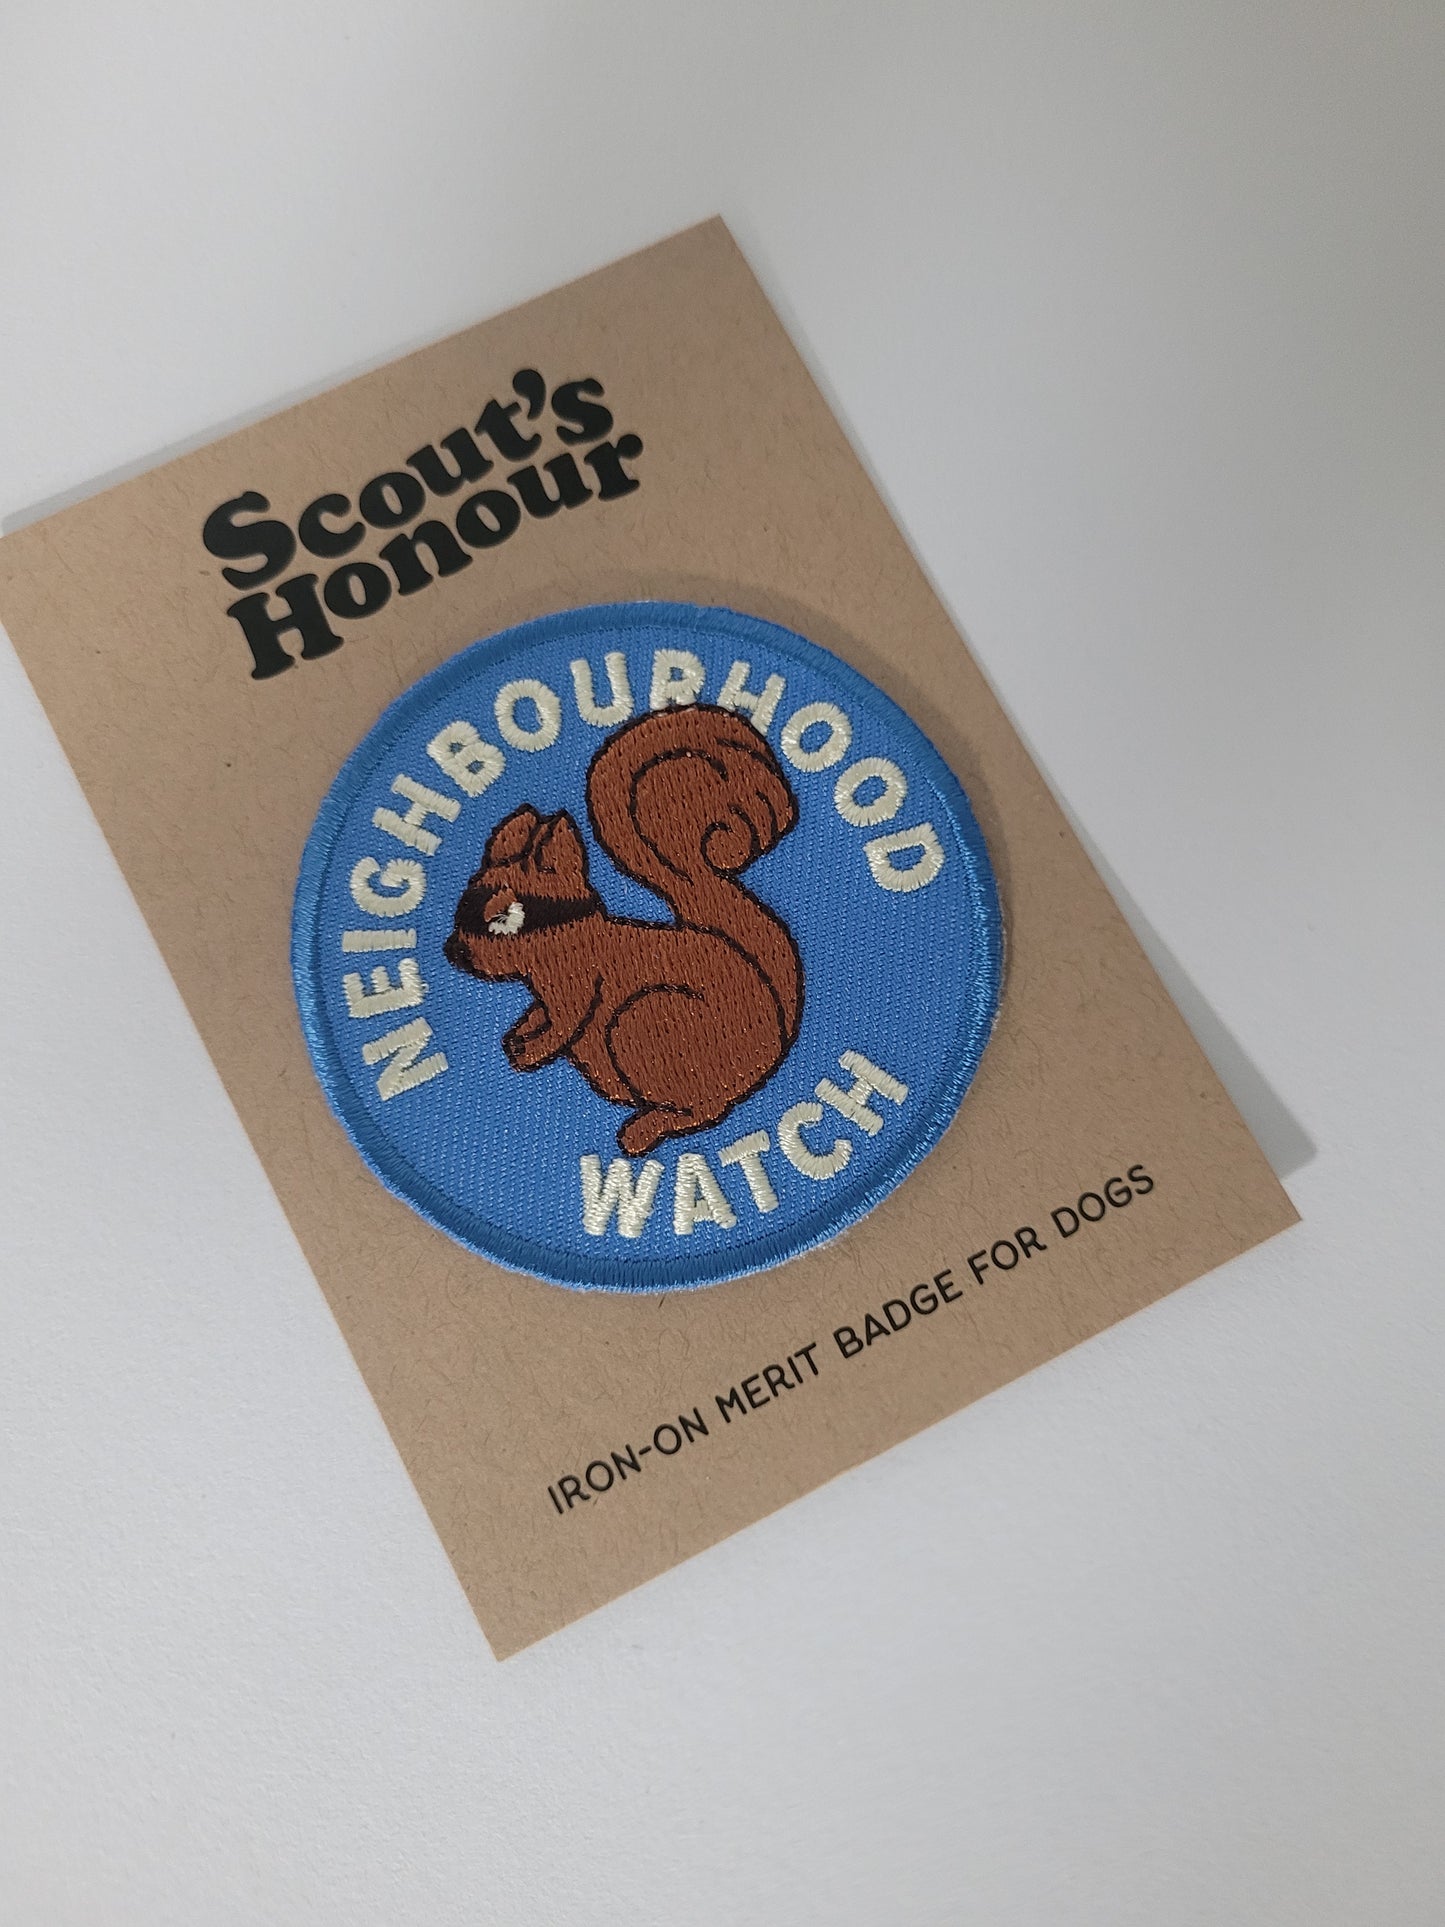 Scout's
Honour
NEIGHBOURHOOD
WATCH
IRON-ON MERIT BADGE FOR DOGS